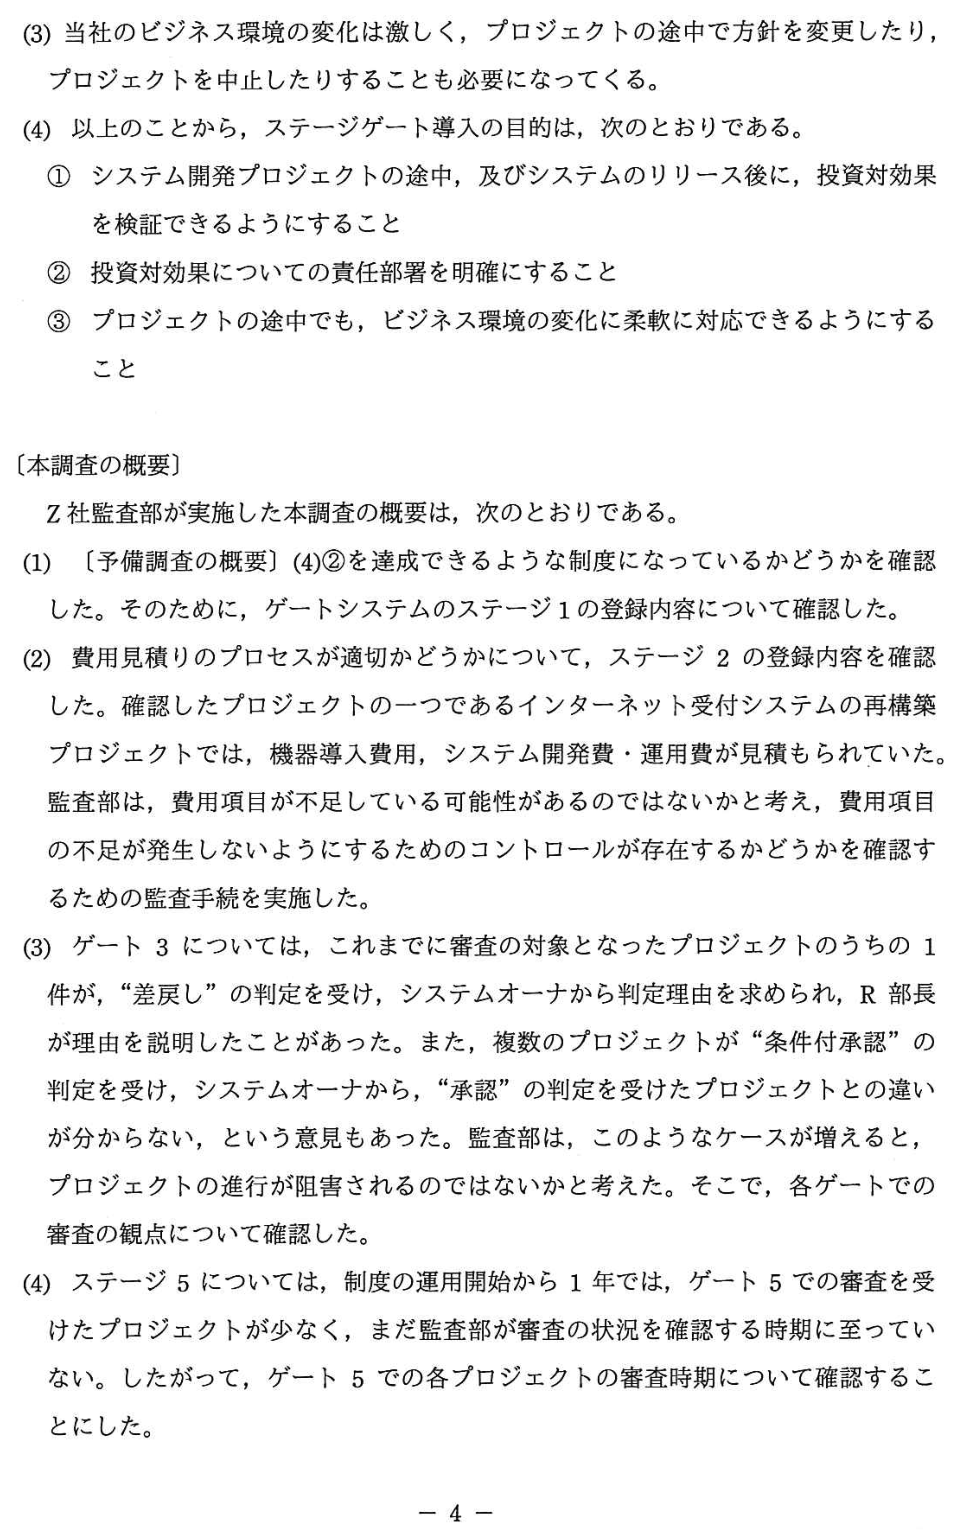 (3) 当社のビジネス環境の変化は激しく，プロジェクトの途中で方針を変更したり，
プロジェクトを中止したりすることも必要になってくる。
(4) 以上のことから，ステージゲート導入の目的は，次のとおりである。
① システム開発プロジェクトの途中，及びシステムのリリース後に，投資対効果
を検証できるようにすること
② 投資対効果についての責任部署を明確にすること
③ プロジェクトの途中でも，ビジネス環境の変化に柔軟に対応できるようにする
こと
〔本調査の概要〕
Z 社監査部が実施した本調査の概要は，次のとおりである。
(1) 〔予備調査の概要〕(4)②を達成できるような制度になっているかどうかを確認
した。そのために，ゲートシステムのステージ 1 の登録内容について確認した。
(2) 費用見積りのプロセスが適切かどうかについて，ステージ 2 の登録内容を確認
した。確認したプロジェクトの一つであるインターネット受付システムの再構築
プロジェクトでは，機器導入費用，システム開発費・運用費が見積もられていた。
監査部は，費用項目が不足している可能性があるのではないかと考え，費用項目
の不足が発生しないようにするためのコントロールが存在するかどうかを確認す
るための監査手続を実施した。
(3) ゲート 3 については，これまでに審査の対象となったプロジェクトのうちの 1
件が，“差戻し” の判定を受け，システムオーナから判定理由を求められ，R 部長
が理由を説明したことがあった。また，複数のプロジェクトが “条件付承認” の
判定を受け，システムオーナから，“承認” の判定を受けたプロジェクトとの違い
が分からない，という意見もあった。監査部は，このようなケースが増えると，
プロジェクトの進行が阻害されるのではないかと考えた。そこで，各ゲートでの
審査の観点について確認した。
(4) ステージ 5 については，制度の運用開始から 1 年では，ゲート 5 での審査を受
けたプロジェクトが少なく，まだ監査部が審査の状況を確認する時期に至ってい
ない。したがって，ゲート 5 での各プロジェクトの審査時期について確認するこ
とにした。
－ 4 －